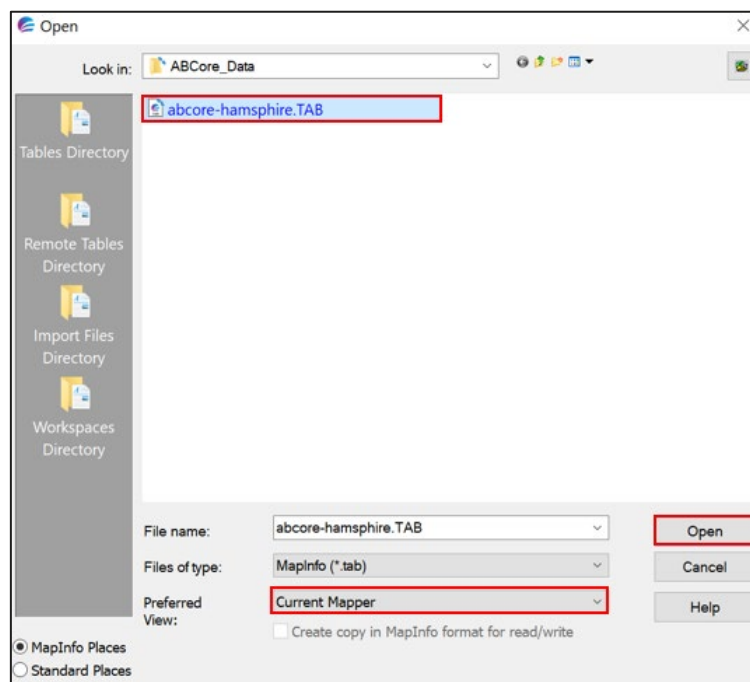 Open
Look in:
ABCore_Data
abcore-hamsphire.TAB
Tables Directory
Remote Tables
Directory
Import Files
Directory
Workspaces
Directory
File name:
abcore-hamsphire.TAB
Open
Files of type:
MapInfo (*.tab)
Cancel
Preferred
View:
Current Mapper
Help
Create copy in MapInfo format for read/write
MapInfo Places
Standard Places